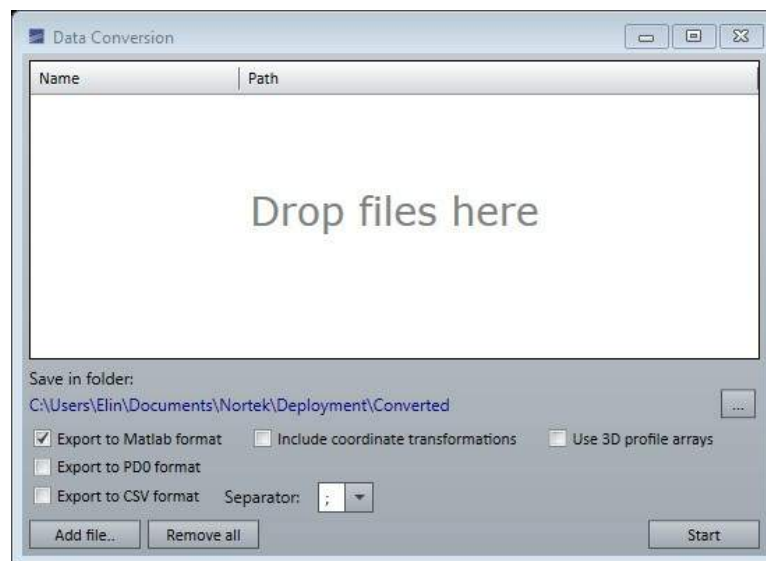 Data Conversion
Name Path
Drop files here
Save in folder:
C:\Users\Elin\Documents\Nortek\Deployment\Converted ...
Export to Matlab format Include coordinate transformations Use 3D profile arrays
Export to PD0 format
Export to CSV format Separator: ;
Add file.. Remove all Start